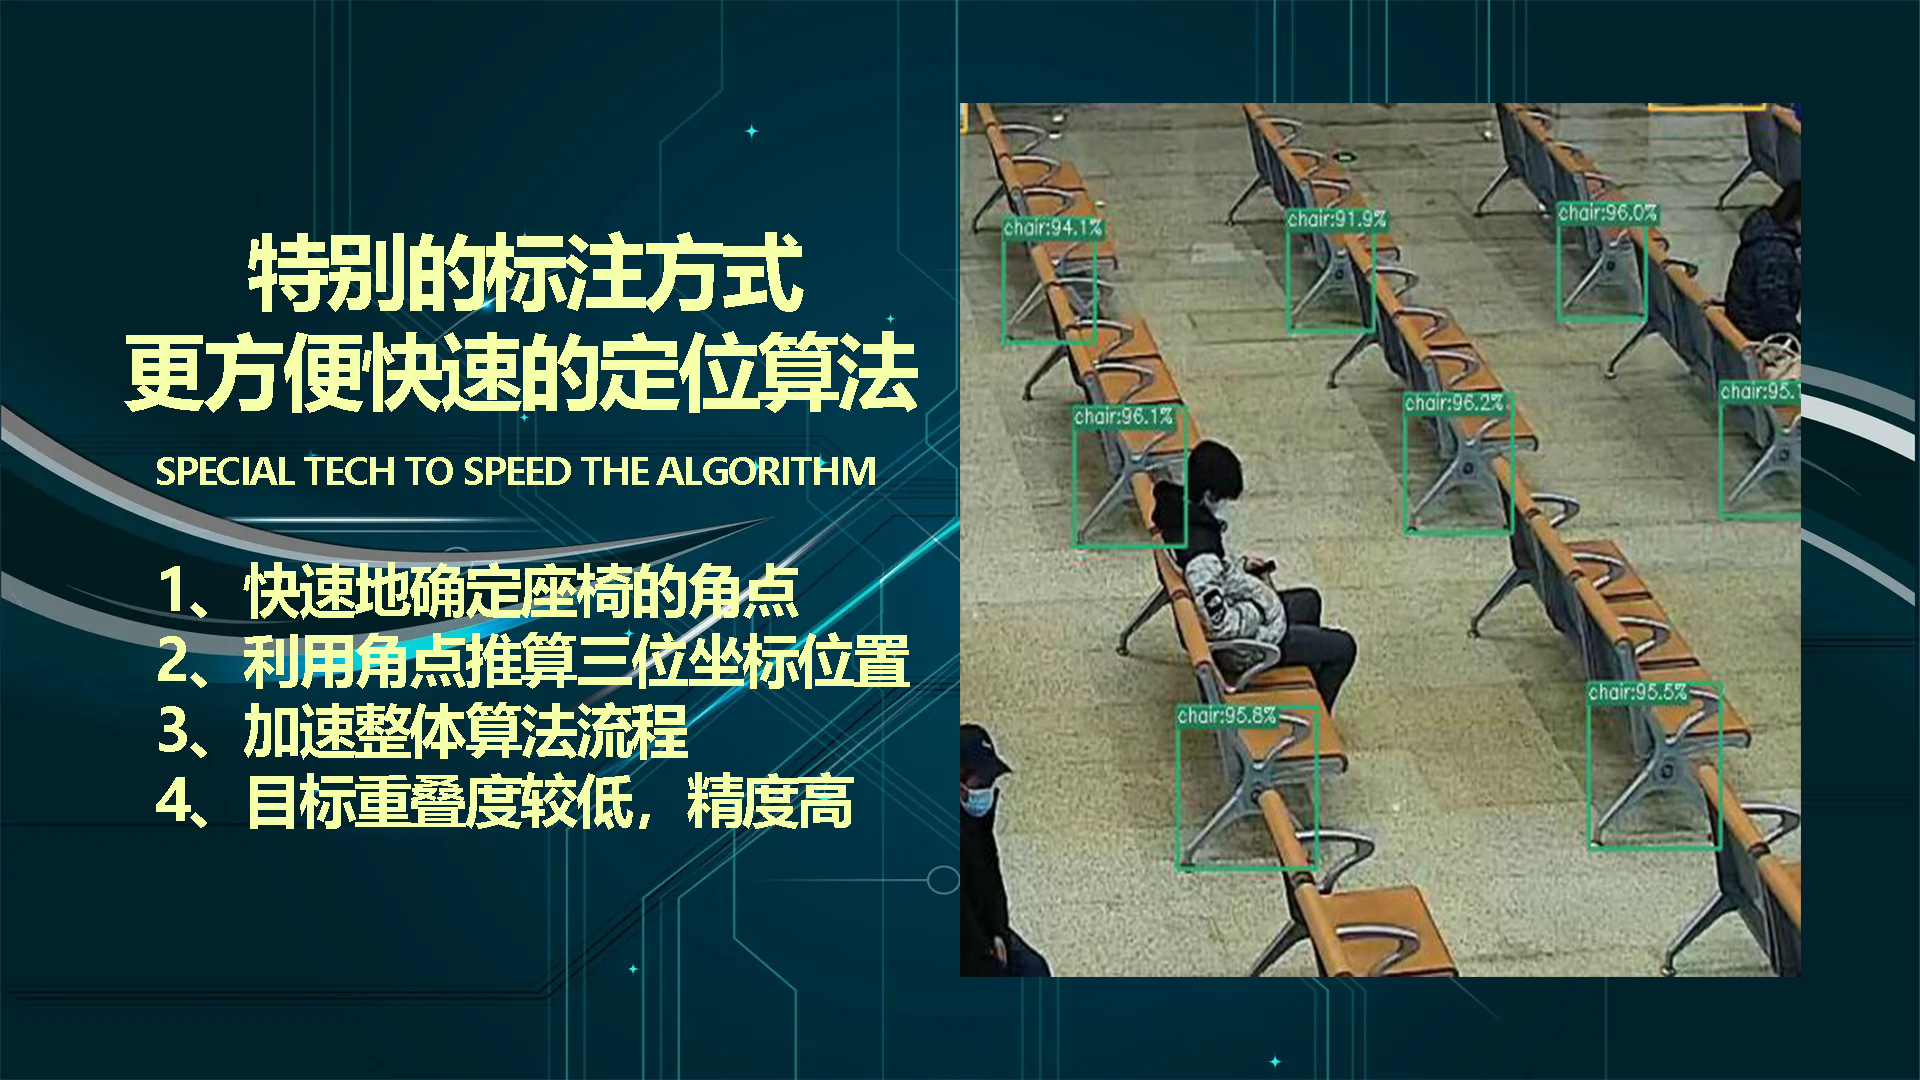 特别的标注方式
更方便快速的定位算法
SPECIAL TECH TO SPEED THE ALGORITHM
1、快速地确定座椅的角点
2、利用角点推算三位坐标位置
3、加速整体算法流程
4、目标重叠度较低，精度高
chair:94.1%
chair:91.9%
chair:96.0%
chair:96.1%
chair:96.2%
chair:95.1
chair:95.8%
chair:95.5%